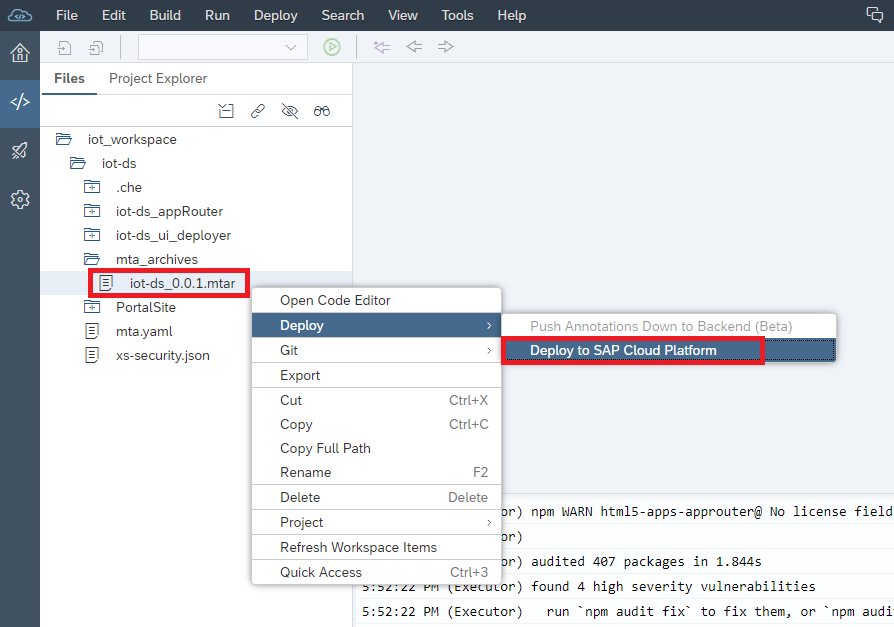 File Edit Build Run Deploy Search View Tools Help
Files Project Explorer
iot_workspace
iot-ds
.che
iot-ds_appRouter
iot-ds_ui_deployer
mta_archives
iot-ds_0.0.1.mtar
PortalSite
mta.yaml
xs-security.json
Open Code Editor
Deploy
Git
Export
Cut Ctrl+X
Copy Ctrl+C
Copy Full Path
Rename F2
Delete Delete
Project
Refresh Workspace Items
Quick Access Ctrl+3
Push Annotations Down to Backend (Beta)
Deploy to SAP Cloud Platform
or) npm WARN html5-apps-approuter@ No license field
or)
or) audited 407 packages in 1.844s
5:52:22 PM (Executor) found 4 high severity vulnerabilities
5:52:22 PM (Executor) run `npm audit fix` to fix them, or `npm audi